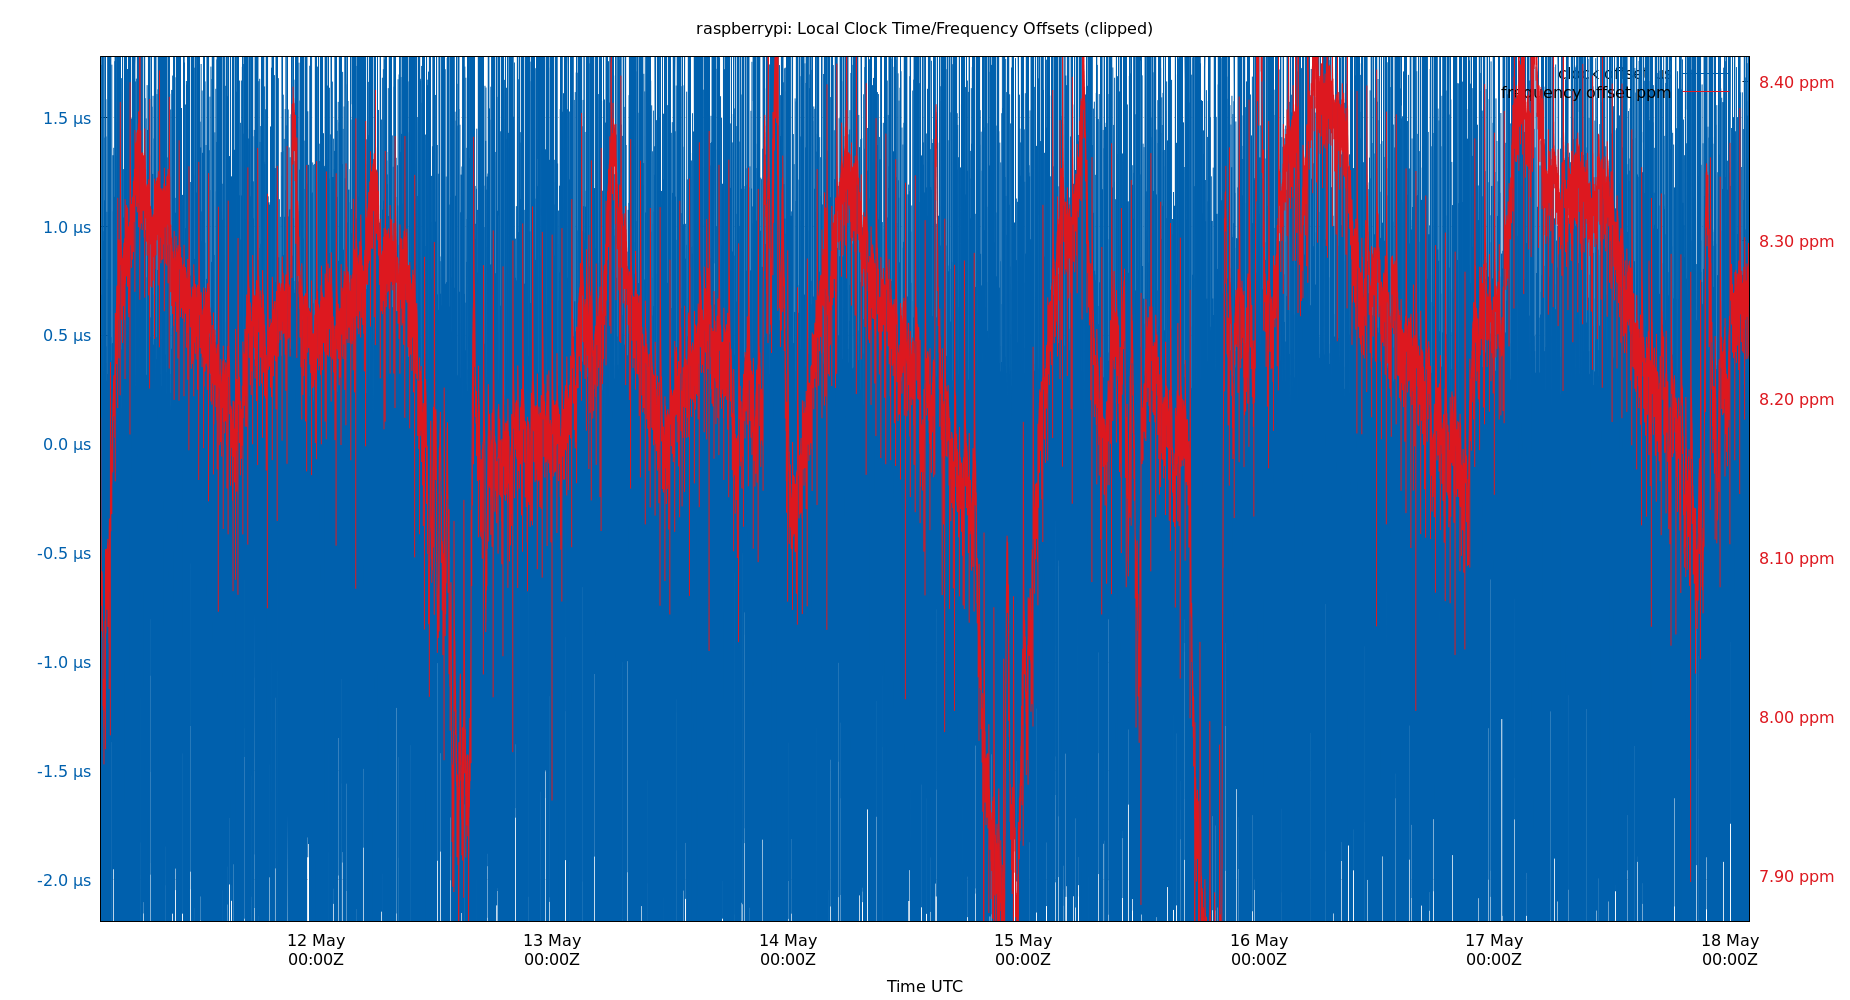 raspberrypi: Local Clock Time/Frequency Offsets (clipped)
clock offset μs
frequency offset ppm
1.5 μs
1.0 μs
0.5 μs
0.0 μs
-0.5 μs
-1.0 μs
-1.5 μs
-2.0 μs
8.40 ppm
8.30 ppm
8.20 ppm
8.10 ppm
8.00 ppm
7.90 ppm
12 May
00:00Z
13 May
00:00Z
14 May
00:00Z
15 May
00:00Z
16 May
00:00Z
17 May
00:00Z
18 May
00:00Z
Time UTC